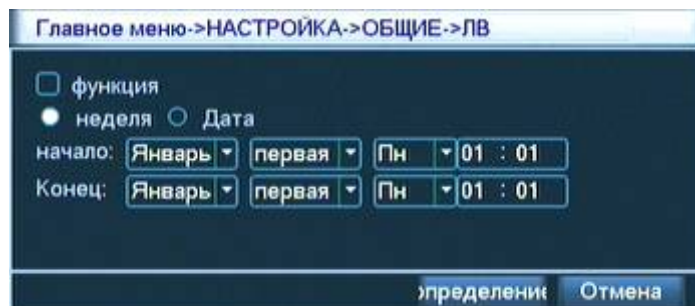 Главное меню->НАСТРОЙКА->ОБЩИЕ->ЛВ
функция
неделя Дата
начало: Январь первая Пн 01 : 01
Конец: Январь первая Пн 01 : 01
определение Отмена